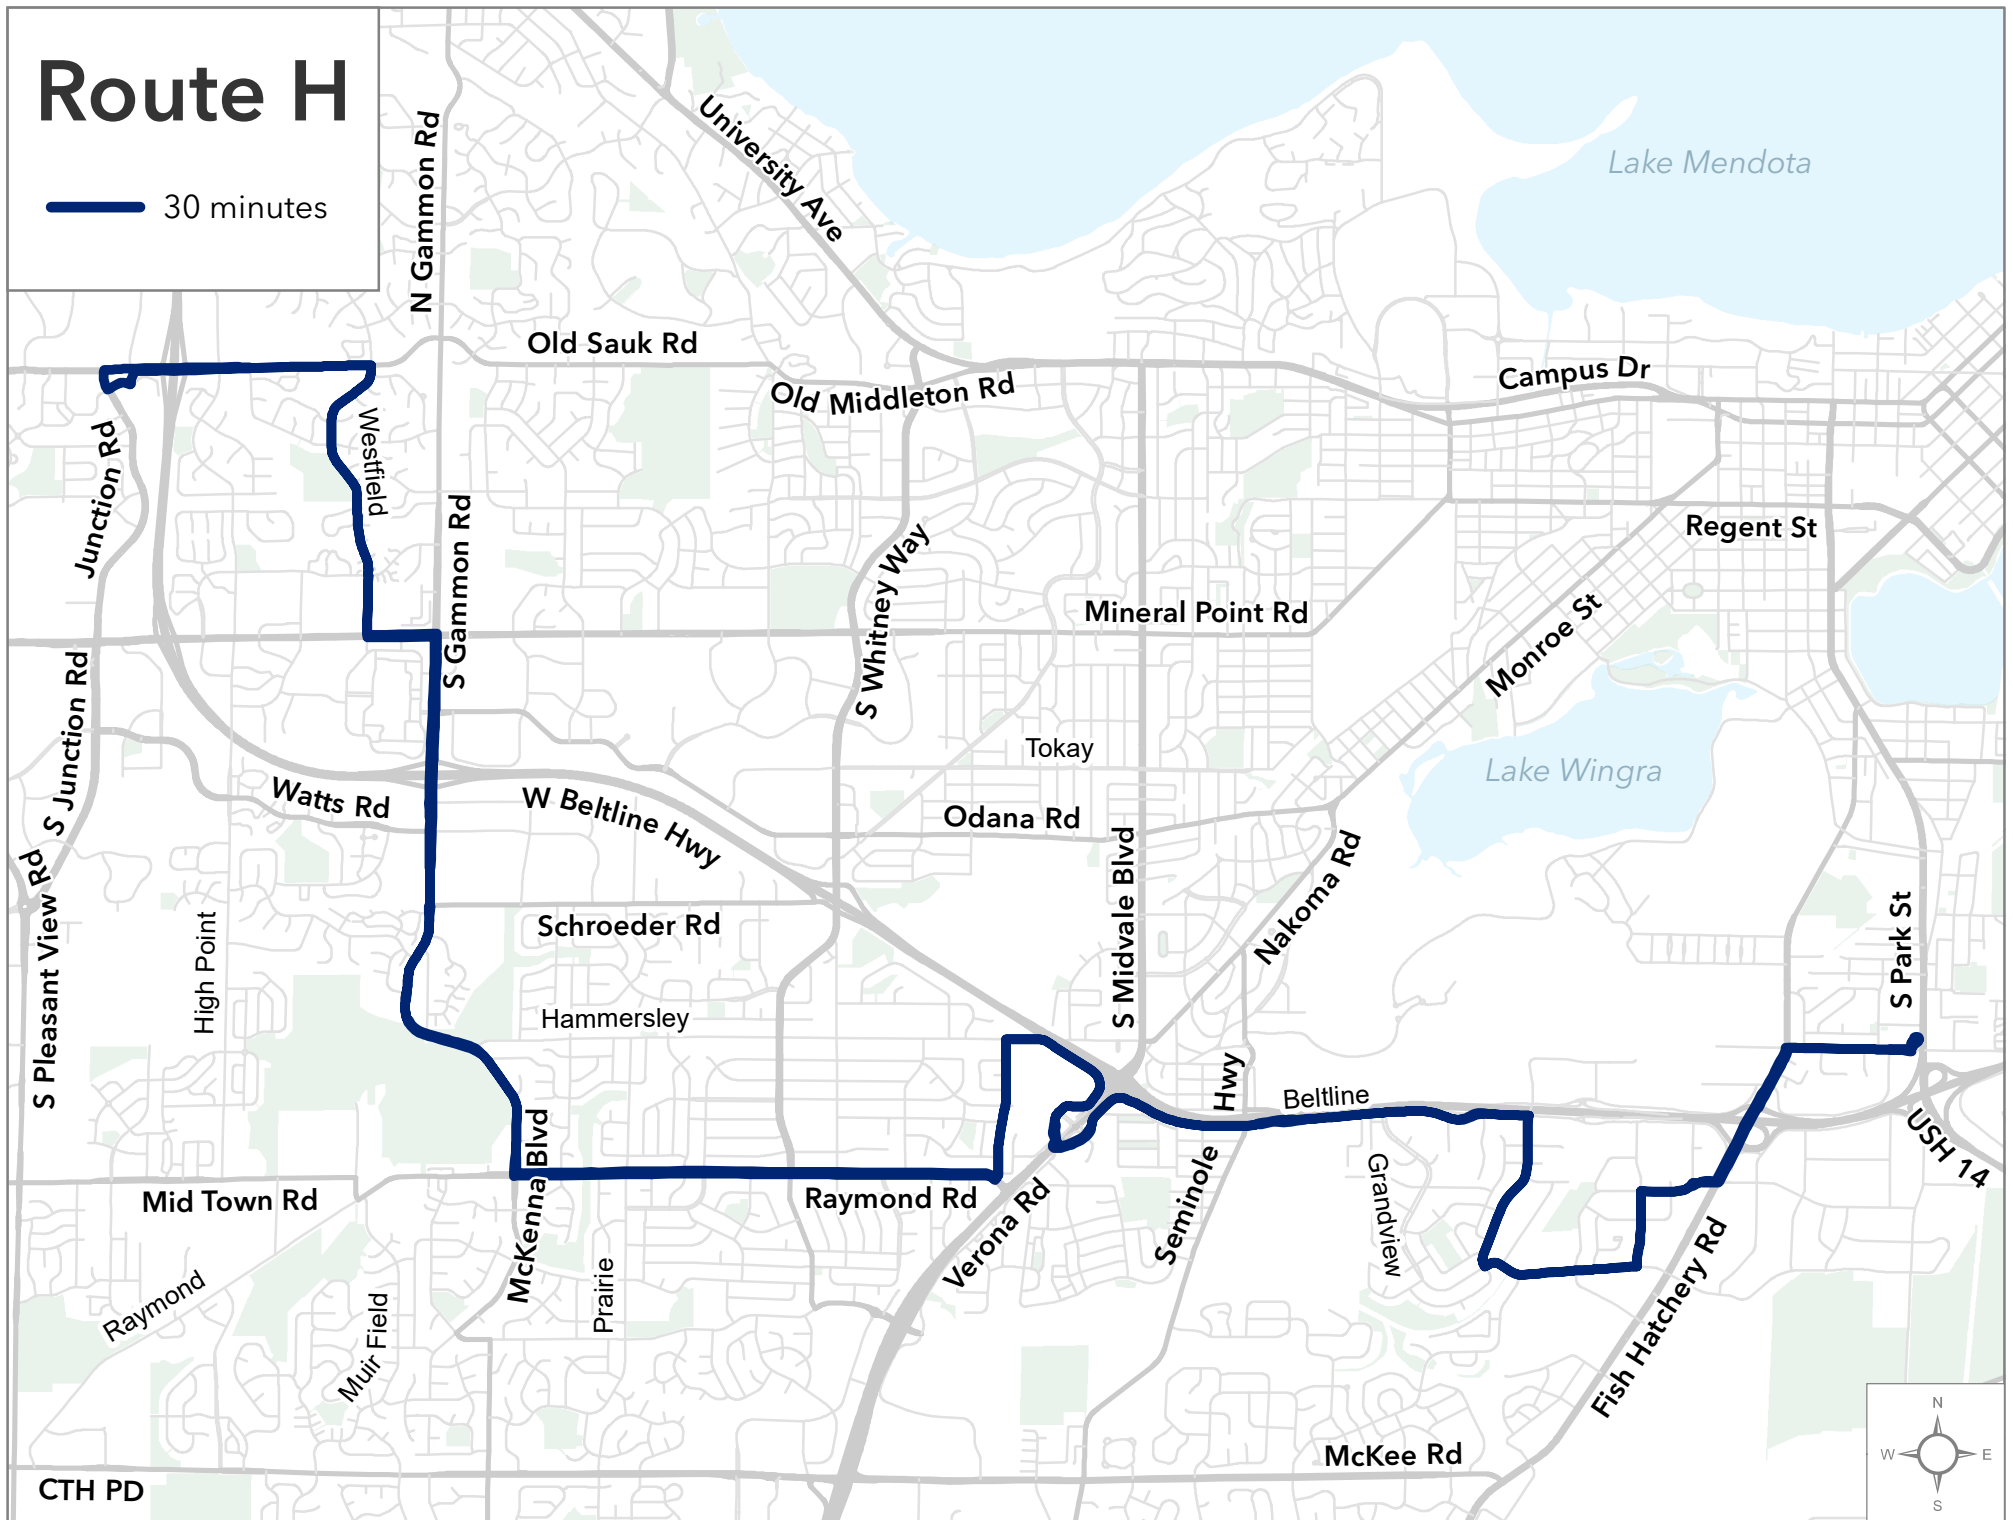 Route H
30 minutes
N Gammon Rd
University Ave
Lake Mendota
Old Sauk Rd
Old Middleton Rd
Campus Dr
Junction Rd
Westfield
S Gammon Rd
S Whitney Way
Regent St
Mineral Point Rd
Monroe St
S Junction Rd
Tokay
Lake Wingra
Watts Rd
W Beltline Hwy
Odana Rd
S Pleasant View Rd
High Point
Schroeder Rd
S Midvale Blvd
Nakoma Rd
S Park St
Hammersley
Hwy
Beltline
USH 14
McKenna Blvd
Mid Town Rd
Raymond Rd
Verona Rd
Seminole
Grandview
Fish Hatchery Rd
Raymond
Muir Field
Prairie
McKee Rd
CTH PD
N
W
E
S